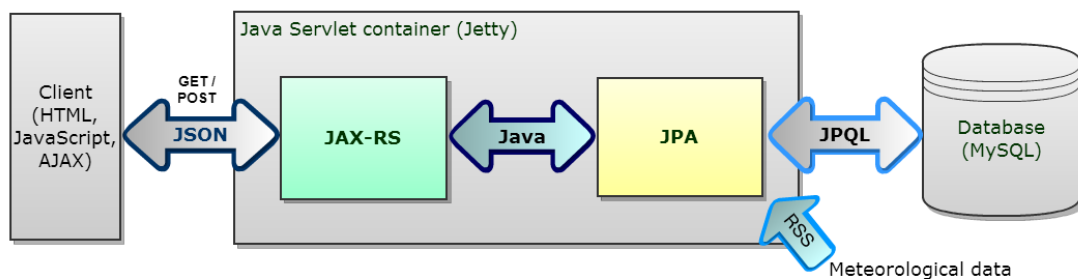 Java Servlet container (Jetty)
Client
(HTML,
JavaScript,
AJAX)
GET /
POST
JSON
JAX-RS
Java
JPA
JPQL
Database
(MySQL)
RSS
Meteorological data